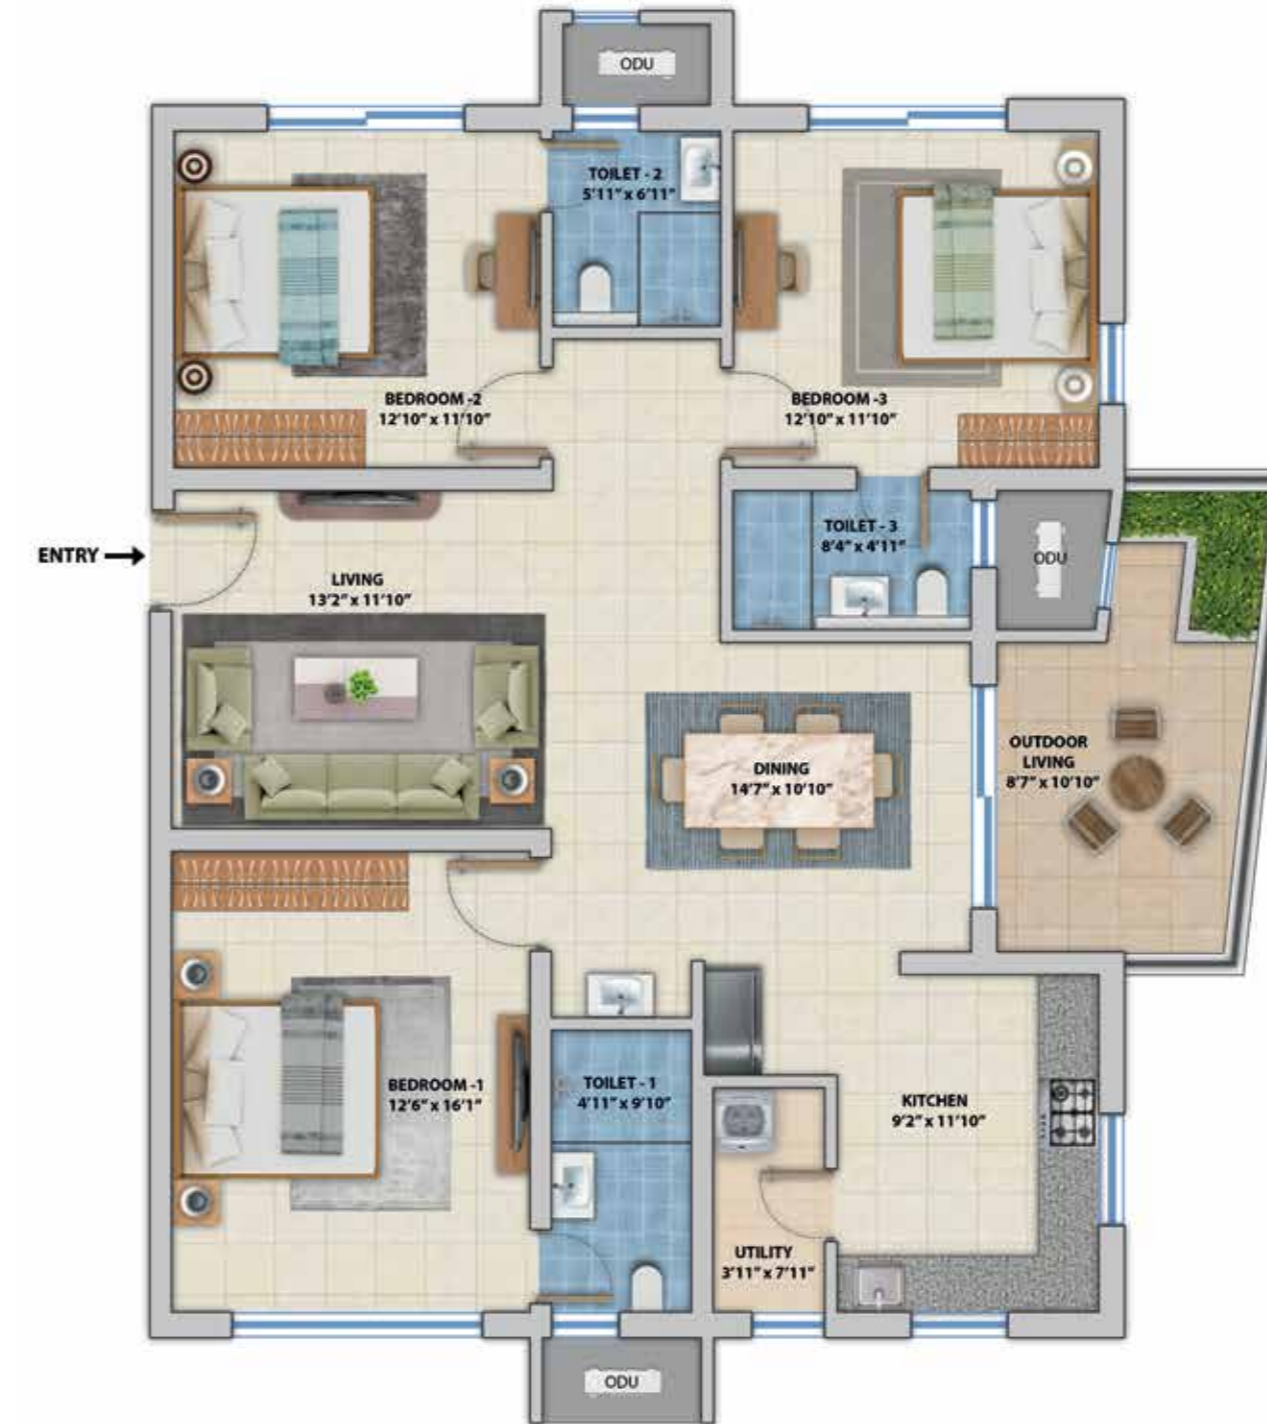 ODU
TOILET - 2
5'11" x 6'11"
BEDROOM -2
12'10" x 11'10"
BEDROOM -3
12'10" x 11'10"
TOILET - 3
8'4" x 4'11"
ODU
ENTRY
LIVING
13'2" x 11'10"
OUTDOOR
LIVING
8'7" x 10'10"
DINING
14'7" x 10'10"
BEDROOM -1
12'6" x 16'1"
TOILET - 1
4'11" x 9'10"
KITCHEN
9'2" x 11'10"
UTILITY
3'11" x 7'11"
ODU